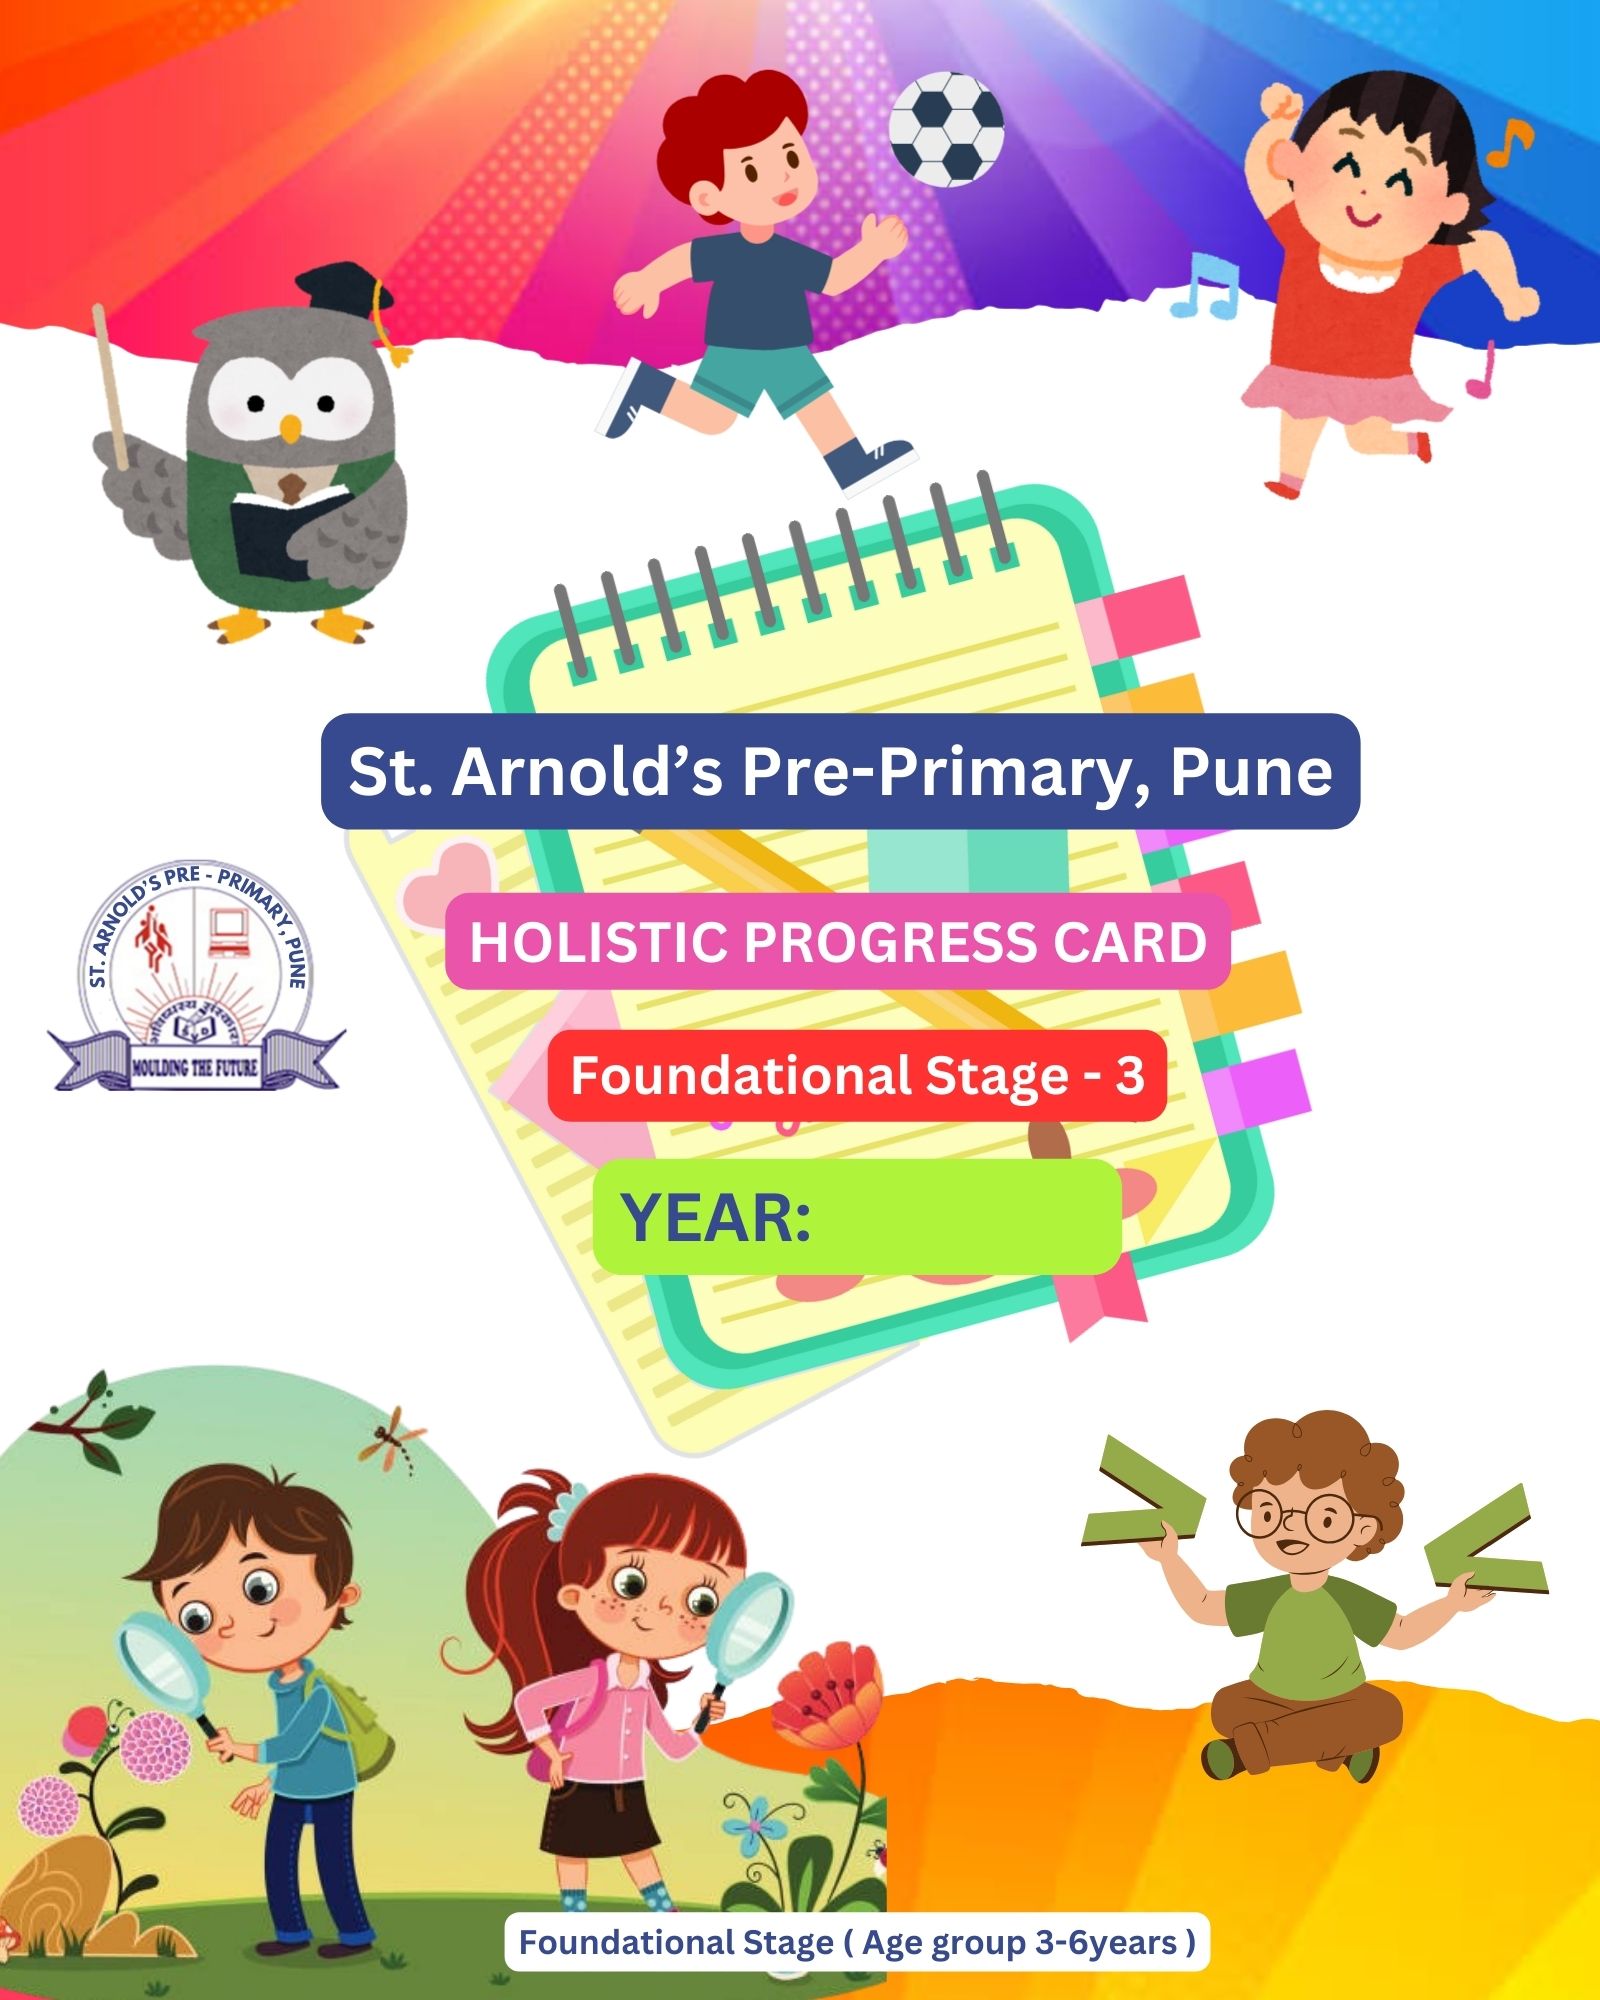 St. Arnold’s Pre-Primary, Pune
ST. ARNOLD’S PRE - PRIMARY, PUNE
MOULDING THE FUTURE
HOLISTIC PROGRESS CARD
Foundational Stage - 3
YEAR:
Foundational Stage ( Age group 3-6years )